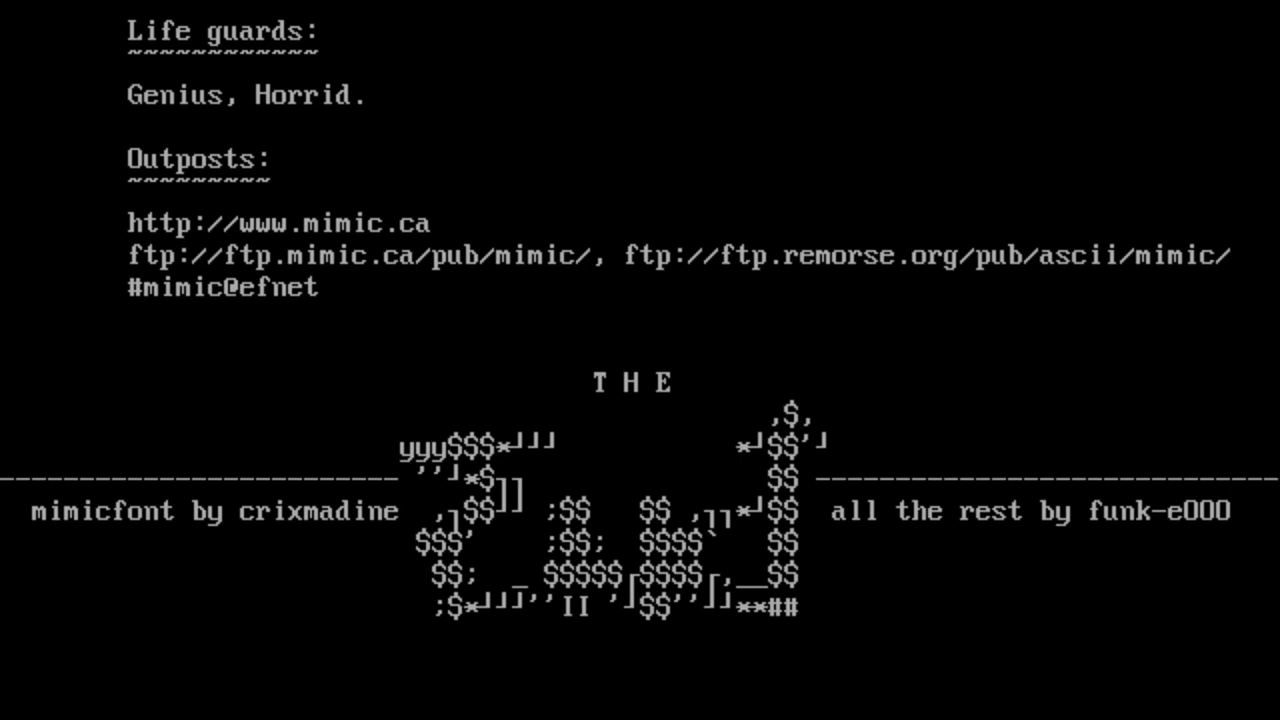 Life guards:
~~~~~~~~~~~~
Genius, Horrid.
Outposts:
~~~~~~~~~
http://www.mimic.ca
ftp://ftp.mimic.ca/pub/mimic/, ftp://ftp.remorse.org/pub/ascii/mimic/
#mimic@efnet
T H E
mimicfont by crixmadine
all the rest by funk-e000